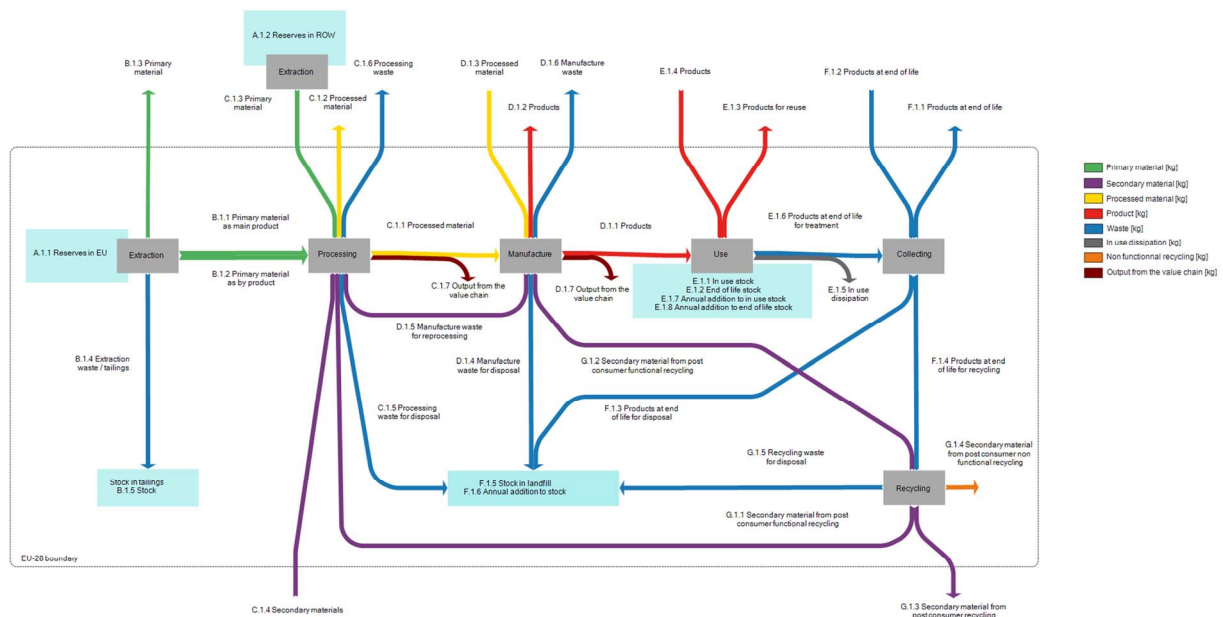 A.1.2 Reserves in ROW
Extraction
B.1.3 Primary
material
C.1.3 Primary
material
C.1.2 Processed
material
C.1.6 Processing
waste
D.1.3 Processed
material
D.1.2 Products
D.1.6 Manufacture
waste
E.1.4 Products
E.1.3 Products for reuse
F.1.2 Products at end of life
F.1.1 Products at end of life
Primary material [kg]
Secondary material [kg]
Processed material [kg]
Product [kg]
Waste [kg]
In use dissipation [kg]
Non functionnal recycling [kg]
Output from the value chain [kg]
A.1.1 Reserves in EU
Extraction
B.1.1 Primary material
as main product
B.1.2 Primary material
as by product
Processing
C.1.1 Processed material
C.1.7 Output from the
value chain
Manufacture
D.1.1 Products
D.1.7 Output from the
value chain
Use
E.1.1 In use stock
E.1.2 End of life stock
E.1.7 Annual addition to in use stock
E.1.8 Annual addition to end of life stock
E.1.6 Products at end of life
for treatment
E.1.5 In use
dissipation
Collecting
D.1.5 Manufacture waste
for reprocessing
B.1.4 Extraction
waste / tailings
D.1.4 Manufacture
waste for disposal
G.1.2 Secondary material from post
consumer functional recycling
F.1.4 Products at end
of life for recycling
C.1.5 Processing
waste for disposal
F.1.3 Products at end
of life for disposal
G.1.5 Recycling waste
for disposal
G.1.4 Secondary material
from post consumer non
functional recycling
Stock in tailings
B.1.5 Stock
F.1.5 Stock in landfill
F.1.6 Annual addition to stock
Recycling
G.1.1 Secondary material from post
consumer functional recycling
EU-28 boundary
C.1.4 Secondary materials
G.1.3 Secondary material from
post consumer recycling